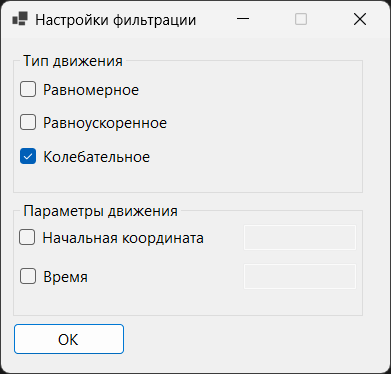 Настройки фильтрации
Тип движения
Равномерное
Равноускоренное
Колебательное
Параметры движения
Начальная координата
Время
OK